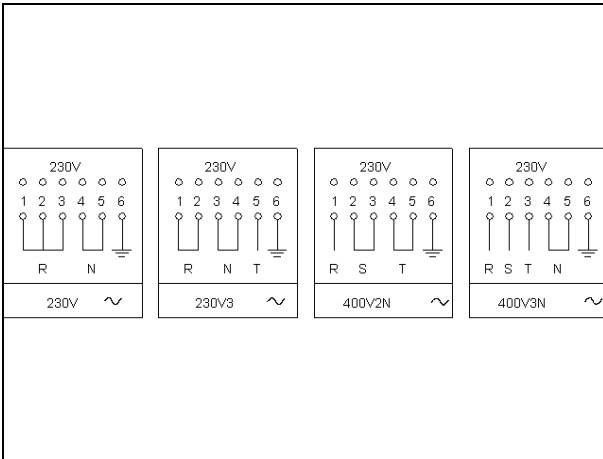 230V
1 2 3 4 5 6
R N
230V
230V
1 2 3 4 5 6
R N T
230V3
230V
1 2 3 4 5 6
R S T
400V2N
230V
1 2 3 4 5 6
R S T N
400V3N